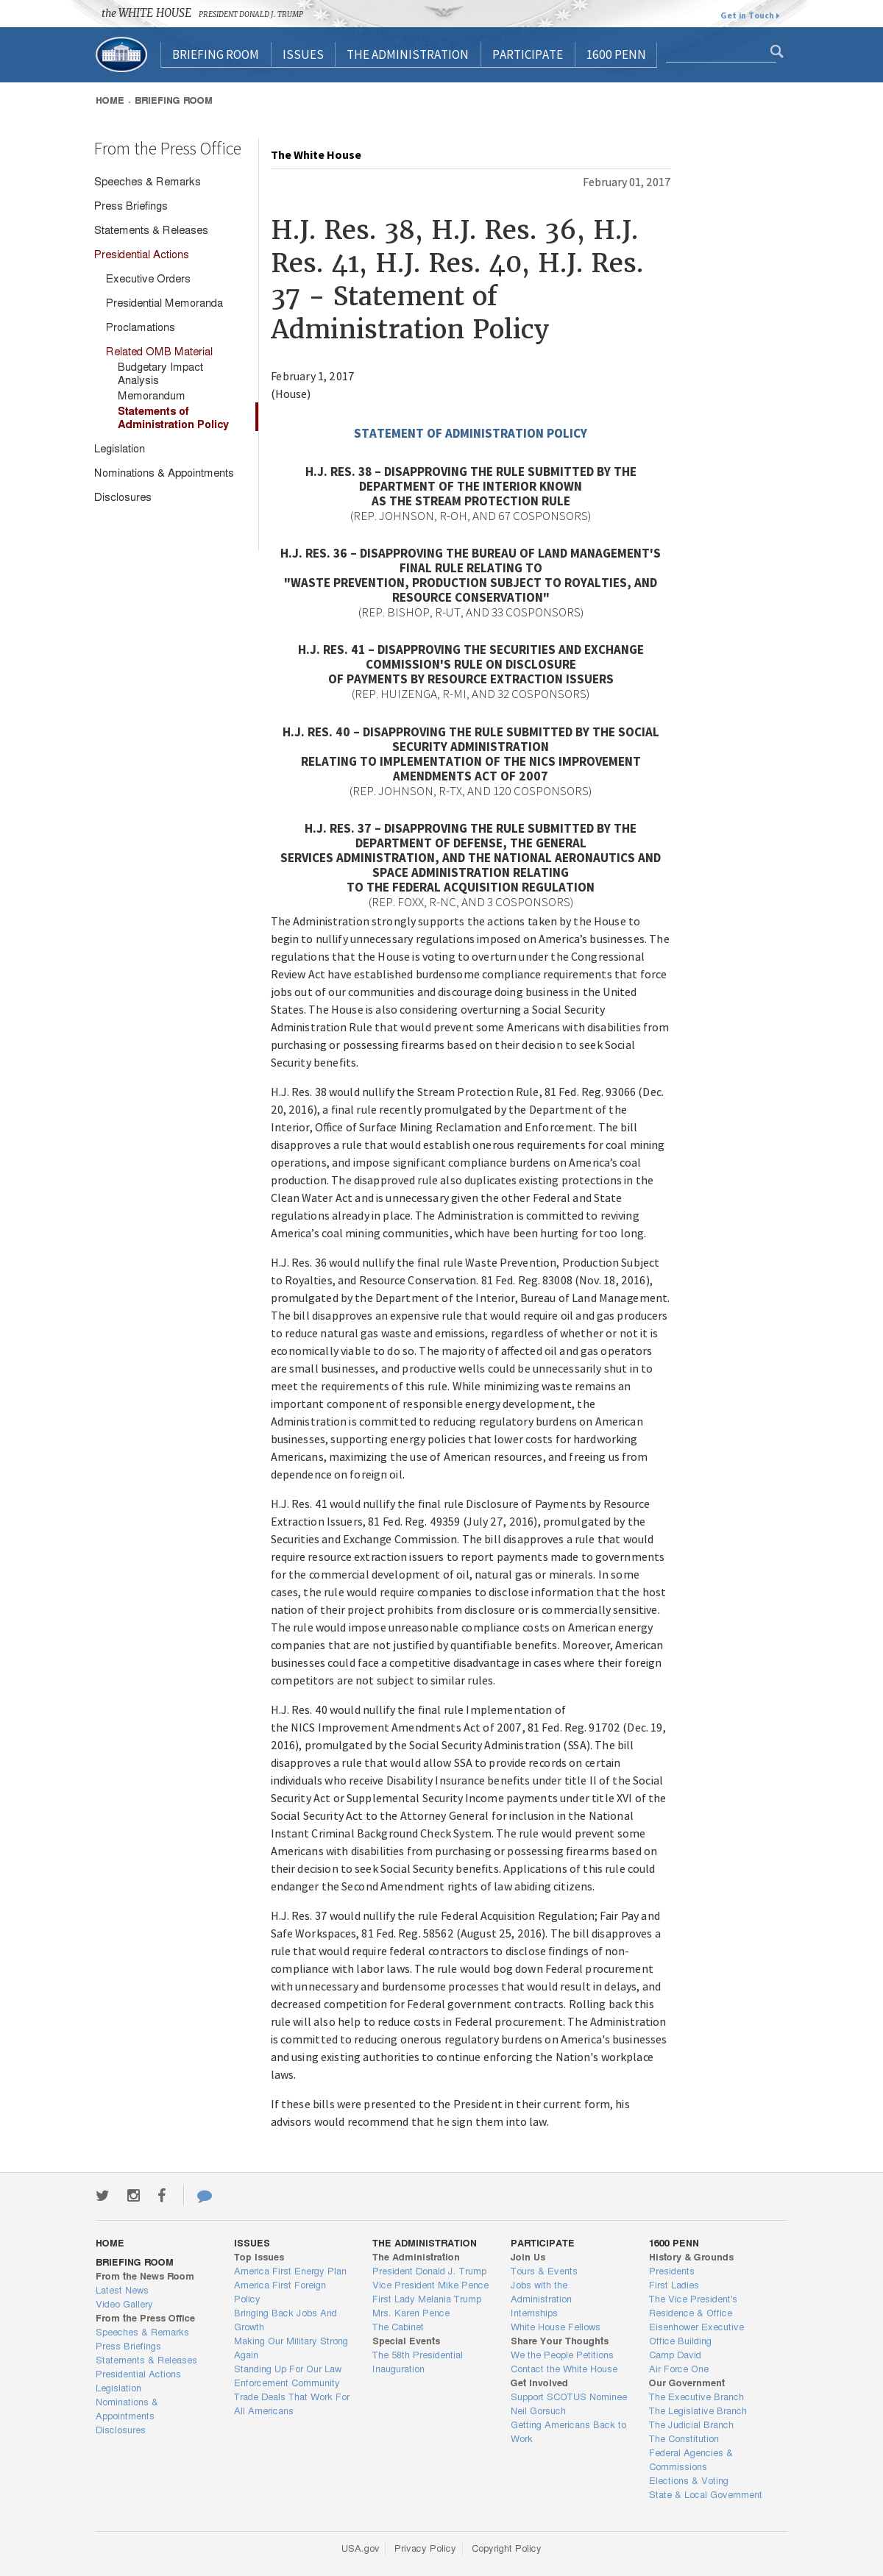 the WHITE HOUSE PRESIDENT DONALD J. TRUMP
Get in Touch
BRIEFING ROOM
ISSUES
THE ADMINISTRATION
PARTICIPATE
1600 PENN
HOME · BRIEFING ROOM
From the Press Office
Speeches & Remarks
Press Briefings
Statements & Releases
Presidential Actions
Executive Orders
Presidential Memoranda
Proclamations
Related OMB Material
Budgetary Impact
Analysis
Memorandum
Statements of
Administration Policy
Legislation
Nominations & Appointments
Disclosures
The White House
February 01, 2017
H.J. Res. 38, H.J. Res. 36, H.J.
Res. 41, H.J. Res. 40, H.J. Res.
37 – Statement of
Administration Policy
February 1, 2017
(House)
STATEMENT OF ADMINISTRATION POLICY
H.J. RES. 38 – DISAPPROVING THE RULE SUBMITTED BY THE
DEPARTMENT OF THE INTERIOR KNOWN
AS THE STREAM PROTECTION RULE
(REP. JOHNSON, R-OH, AND 67 COSPONSORS)
H.J. RES. 36 – DISAPPROVING THE BUREAU OF LAND MANAGEMENT'S
FINAL RULE RELATING TO
"WASTE PREVENTION, PRODUCTION SUBJECT TO ROYALTIES, AND
RESOURCE CONSERVATION"
(REP. BISHOP, R-UT, AND 33 COSPONSORS)
H.J. RES. 41 – DISAPPROVING THE SECURITIES AND EXCHANGE
COMMISSION'S RULE ON DISCLOSURE
OF PAYMENTS BY RESOURCE EXTRACTION ISSUERS
(REP. HUIZENGA, R-MI, AND 32 COSPONSORS)
H.J. RES. 40 – DISAPPROVING THE RULE SUBMITTED BY THE SOCIAL
SECURITY ADMINISTRATION
RELATING TO IMPLEMENTATION OF THE NICS IMPROVEMENT
AMENDMENTS ACT OF 2007
(REP. JOHNSON, R-TX, AND 120 COSPONSORS)
H.J. RES. 37 – DISAPPROVING THE RULE SUBMITTED BY THE
DEPARTMENT OF DEFENSE, THE GENERAL
SERVICES ADMINISTRATION, AND THE NATIONAL AERONAUTICS AND
SPACE ADMINISTRATION RELATING
TO THE FEDERAL ACQUISITION REGULATION
(REP. FOXX, R-NC, AND 3 COSPONSORS)
The Administration strongly supports the actions taken by the House to
begin to nullify unnecessary regulations imposed on America’s businesses. The
regulations that the House is voting to overturn under the Congressional
Review Act have established burdensome compliance requirements that force
jobs out of our communities and discourage doing business in the United
States. The House is also considering overturning a Social Security
Administration Rule that would prevent some Americans with disabilities from
purchasing or possessing firearms based on their decision to seek Social
Security benefits.
H.J. Res. 38 would nullify the Stream Protection Rule, 81 Fed. Reg. 93066 (Dec.
20, 2016), a final rule recently promulgated by the Department of the
Interior, Office of Surface Mining Reclamation and Enforcement. The bill
disapproves a rule that would establish onerous requirements for coal mining
operations, and impose significant compliance burdens on America’s coal
production. The disapproved rule also duplicates existing protections in the
Clean Water Act and is unnecessary given the other Federal and State
regulations already in place. The Administration is committed to reviving
America’s coal mining communities, which have been hurting for too long.
H.J. Res. 36 would nullify the final rule Waste Prevention, Production Subject
to Royalties, and Resource Conservation. 81 Fed. Reg. 83008 (Nov. 18, 2016),
promulgated by the Department of the Interior, Bureau of Land Management.
The bill disapproves an expensive rule that would require oil and gas producers
to reduce natural gas waste and emissions, regardless of whether or not it is
economically viable to do so. The majority of affected oil and gas operators
are small businesses, and productive wells could be unnecessarily shut in to
meet the requirements of this rule. While minimizing waste remains an
important component of responsible energy development, the
Administration is committed to reducing regulatory burdens on American
businesses, supporting energy policies that lower costs for hardworking
Americans, maximizing the use of American resources, and freeing us from
dependence on foreign oil.
H.J. Res. 41 would nullify the final rule Disclosure of Payments by Resource
Extraction Issuers, 81 Fed. Reg. 49359 (July 27, 2016), promulgated by the
Securities and Exchange Commission. The bill disapproves a rule that would
require resource extraction issuers to report payments made to governments
for the commercial development of oil, natural gas or minerals. In some
cases, the rule would require companies to disclose information that the host
nation of their project prohibits from disclosure or is commercially sensitive.
The rule would impose unreasonable compliance costs on American energy
companies that are not justified by quantifiable benefits. Moreover, American
businesses could face a competitive disadvantage in cases where their foreign
competitors are not subject to similar rules.
H.J. Res. 40 would nullify the final rule Implementation of
the NICS Improvement Amendments Act of 2007, 81 Fed. Reg. 91702 (Dec. 19,
2016), promulgated by the Social Security Administration (SSA). The bill
disapproves a rule that would allow SSA to provide records on certain
individuals who receive Disability Insurance benefits under title II of the Social
Security Act or Supplemental Security Income payments under title XVI of the
Social Security Act to the Attorney General for inclusion in the National
Instant Criminal Background Check System. The rule would prevent some
Americans with disabilities from purchasing or possessing firearms based on
their decision to seek Social Security benefits. Applications of this rule could
endanger the Second Amendment rights of law abiding citizens.
H.J. Res. 37 would nullify the rule Federal Acquisition Regulation; Fair Pay and
Safe Workspaces, 81 Fed. Reg. 58562 (August 25, 2016). The bill disapproves a
rule that would require federal contractors to disclose findings of non-
compliance with labor laws. The rule would bog down Federal procurement
with unnecessary and burdensome processes that would result in delays, and
decreased competition for Federal government contracts. Rolling back this
rule will also help to reduce costs in Federal procurement. The Administration
is committed to reducing onerous regulatory burdens on America's businesses
and using existing authorities to continue enforcing the Nation's workplace
laws.
If these bills were presented to the President in their current form, his
advisors would recommend that he sign them into law.
HOME
BRIEFING ROOM
From the News Room
Latest News
Video Gallery
From the Press Office
Speeches & Remarks
Press Briefings
Statements & Releases
Presidential Actions
Legislation
Nominations &
Appointments
Disclosures
ISSUES
Top Issues
America First Energy Plan
America First Foreign
Policy
Bringing Back Jobs And
Growth
Making Our Military Strong
Again
Standing Up For Our Law
Enforcement Community
Trade Deals That Work For
All Americans
THE ADMINISTRATION
The Administration
President Donald J. Trump
Vice President Mike Pence
First Lady Melania Trump
Mrs. Karen Pence
The Cabinet
Special Events
The 58th Presidential
Inauguration
PARTICIPATE
Join Us
Tours & Events
Jobs with the
Administration
Internships
White House Fellows
Share Your Thoughts
We the People Petitions
Contact the White House
Get Involved
Support SCOTUS Nominee
Neil Gorsuch
Getting Americans Back to
Work
1600 PENN
History & Grounds
Presidents
First Ladies
The Vice President's
Residence & Office
Eisenhower Executive
Office Building
Camp David
Air Force One
Our Government
The Executive Branch
The Legislative Branch
The Judicial Branch
The Constitution
Federal Agencies &
Commissions
Elections & Voting
State & Local Government
USA.gov
Privacy Policy
Copyright Policy